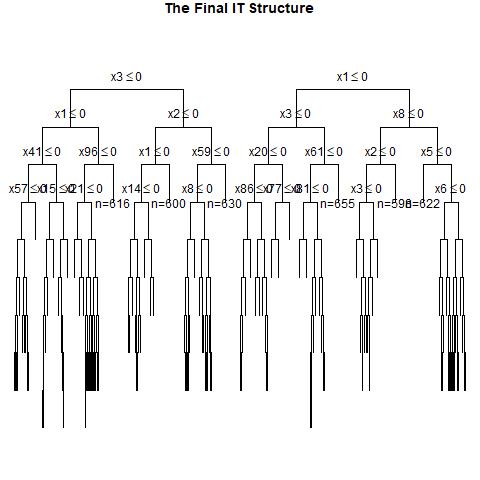 The Final IT Structure
x3 ≤ 0 x1 ≤ 0
x1 ≤ 0 x2 ≤ 0 x3 ≤ 0 x8 ≤ 0
x41 ≤ 0 x96 ≤ 0 x1 ≤ 0 x59 ≤ 0 x20 ≤ 0 x61 ≤ 0 x2 ≤ 0 x5 ≤ 0
x14 ≤ 0 x8 ≤ 0 x3 ≤ 0 x6 ≤ 0
n=616 n=600 n=630 n=655 n=622